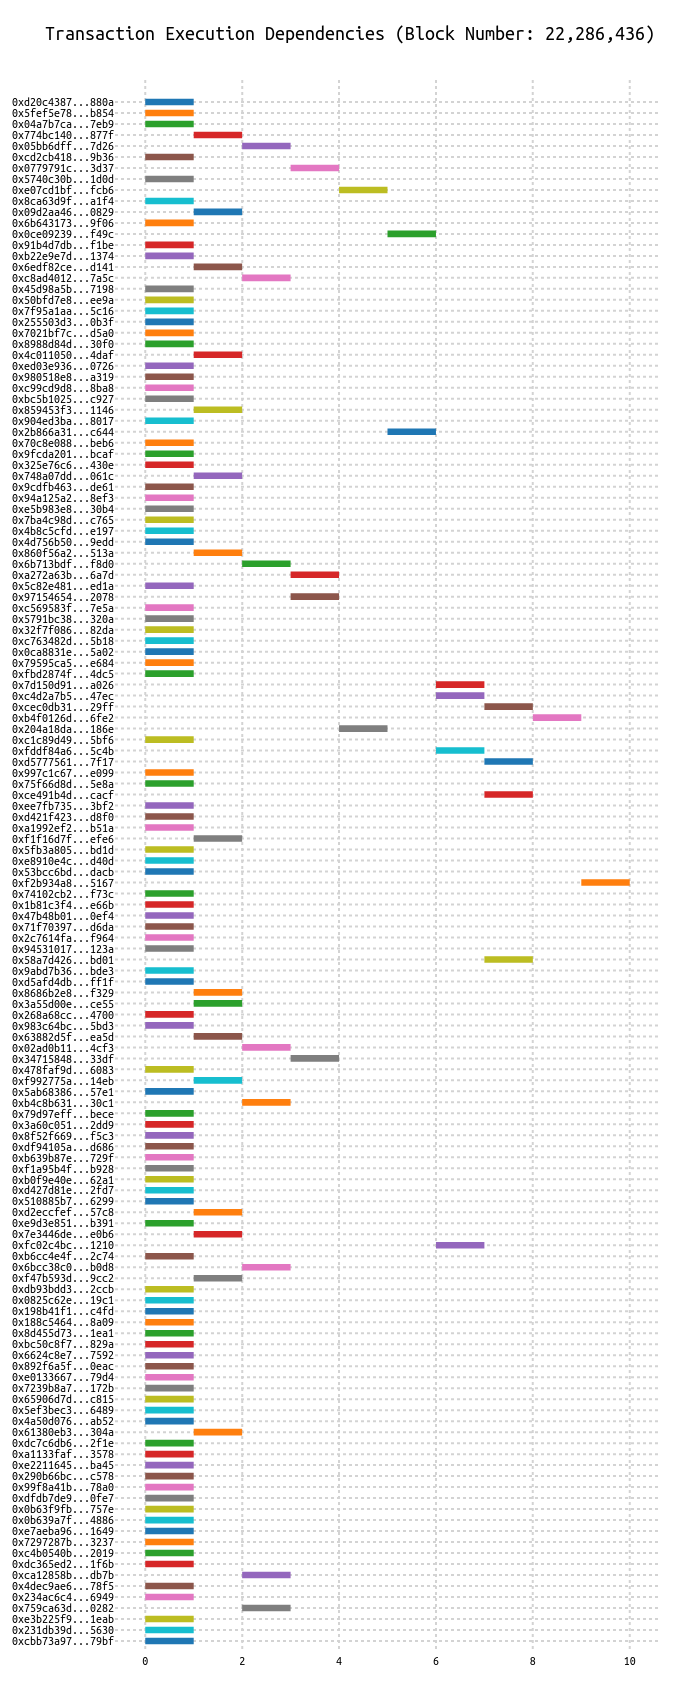 Transaction Execution Dependencies (Block Number: 22,286,436)
0xd20c4387...880a
0x5fef5e78...b854
0x04a7b7ca...7eb9
0x774bc140...877f
0x05bb6dff...7d26
0xcd2cb418...9b36
0x0779791c...3d37
0x5740c30b...1d0d
0xe07cd1bf...fcb6
0x8ca63d9f...a1f4
0x09d2aa46...0829
0x6b643173...9f06
0x0ce09239...f49c
0x91b4d7db...f1be
0xb22e9e7d...1374
0x6edf82ce...d141
0xc8ad4012...7a5c
0x45d98a5b...7198
0x50bfd7e8...ee9a
0x7f95a1aa...5c16
0x255503d3...0b3f
0x7021bf7c...d5a0
0x8988d84d...30f0
0x4c011050...4daf
0xed03e936...0726
0x980518e8...a319
0xc99cd9d8...8ba8
0xbc5b1025...c927
0x859453f3...1146
0x904ed3ba...8017
0x2b866a31...c644
0x70c8e088...beb6
0x9fcda201...bcaf
0x325e76c6...430e
0x748a07dd...061c
0x9cdfb463...de61
0x94a125a2...8ef3
0xe5b983e8...30b4
0x7ba4c98d...c765
0x4b8c5cfd...e197
0x4d756b50...9edd
0x860f56a2...513a
0x6b713bdf...f8d0
0xa272a63b...6a7d
0x5c82e481...ed1a
0x97154654...2078
0xc569583f...7e5a
0x5791bc38...320a
0x32f7f086...82da
0xc763482d...5b18
0x0ca8831e...5a02
0x79595ca5...e684
0xfbd2874f...4dc5
0x7d150d91...a026
0xc4d2a7b5...47ec
0xcec0db31...29ff
0xb4f0126d...6fe2
0x204a18da...186e
0xc1c89d49...5bf6
0xfddf84a6...5c4b
0xd5777561...7f17
0x997c1c67...e099
0x75f66d8d...5e8a
0xce491b4d...cacf
0xee7fb735...3bf2
0xd421f423...d8f0
0xa1992ef2...b51a
0xf1f16d7f...efe6
0x5fb3a805...bd1d
0xe8910e4c...d40d
0x53bcc6bd...dacb
0xf2b934a8...5167
0x74102cb2...f73c
0x1b81c3f4...e66b
0x47b48b01...0ef4
0x71f70397...d6da
0x2c7614fa...f964
0x94531017...123a
0x58a7d426...bd01
0x9abd7b36...bde3
0xd5afd4db...ff1f
0x8686b2e8...f329
0x3a55d00e...ce55
0x268a68cc...4700
0x983c64bc...5bd3
0x63882d5f...ea5d
0x02ad0b11...4cf3
0x34715848...33df
0x478faf9d...6083
0xf992775a...14eb
0x5ab68386...57e1
0xb4c8b631...30c1
0x79d97eff...bece
0x3a60c051...2dd9
0x8f52f669...f5c3
0xdf94105a...d686
0xb639b87e...729f
0xf1a95b4f...b928
0xb0f9e40e...62a1
0xd427d81e...2fd7
0x510885b7...6299
0xd2eccfef...57c8
0xe9d3e851...b391
0x7e3446de...e0b6
0xfc02c4bc...1210
0xb6cc4e4f...2c74
0x6bcc38c0...b0d8
0xf47b593d...9cc2
0xdb93bdd3...2ccb
0x0825c62e...19c1
0x198b41f1...c4fd
0x188c5464...8a09
0x8d455d73...1ea1
0xbc50c8f7...829a
0x6624c8e7...7592
0x892f6a5f...0eac
0xe0133667...79d4
0x7239b8a7...172b
0x65906d7d...c815
0x5ef3bec3...6489
0x4a50d076...ab52
0x61380eb3...304a
0xdc7c6db6...2f1e
0xa1133faf...3578
0xe2211645...ba45
0x290b66bc...c578
0x99f8a41b...78a0
0xdfdb7de9...0fe7
0x0b63f9fb...757e
0x0b639a7f...4886
0xe7aeba96...1649
0x7297287b...3237
0xc4b0540b...2019
0xdc365ed2...1f6b
0xca12858b...db7b
0x4dec9ae6...78f5
0x234ac6c4...6949
0x759ca63d...0282
0xe3b225f9...1eab
0x231db39d...5630
0xcbb73a97...79bf
0 2 4 6 8 10